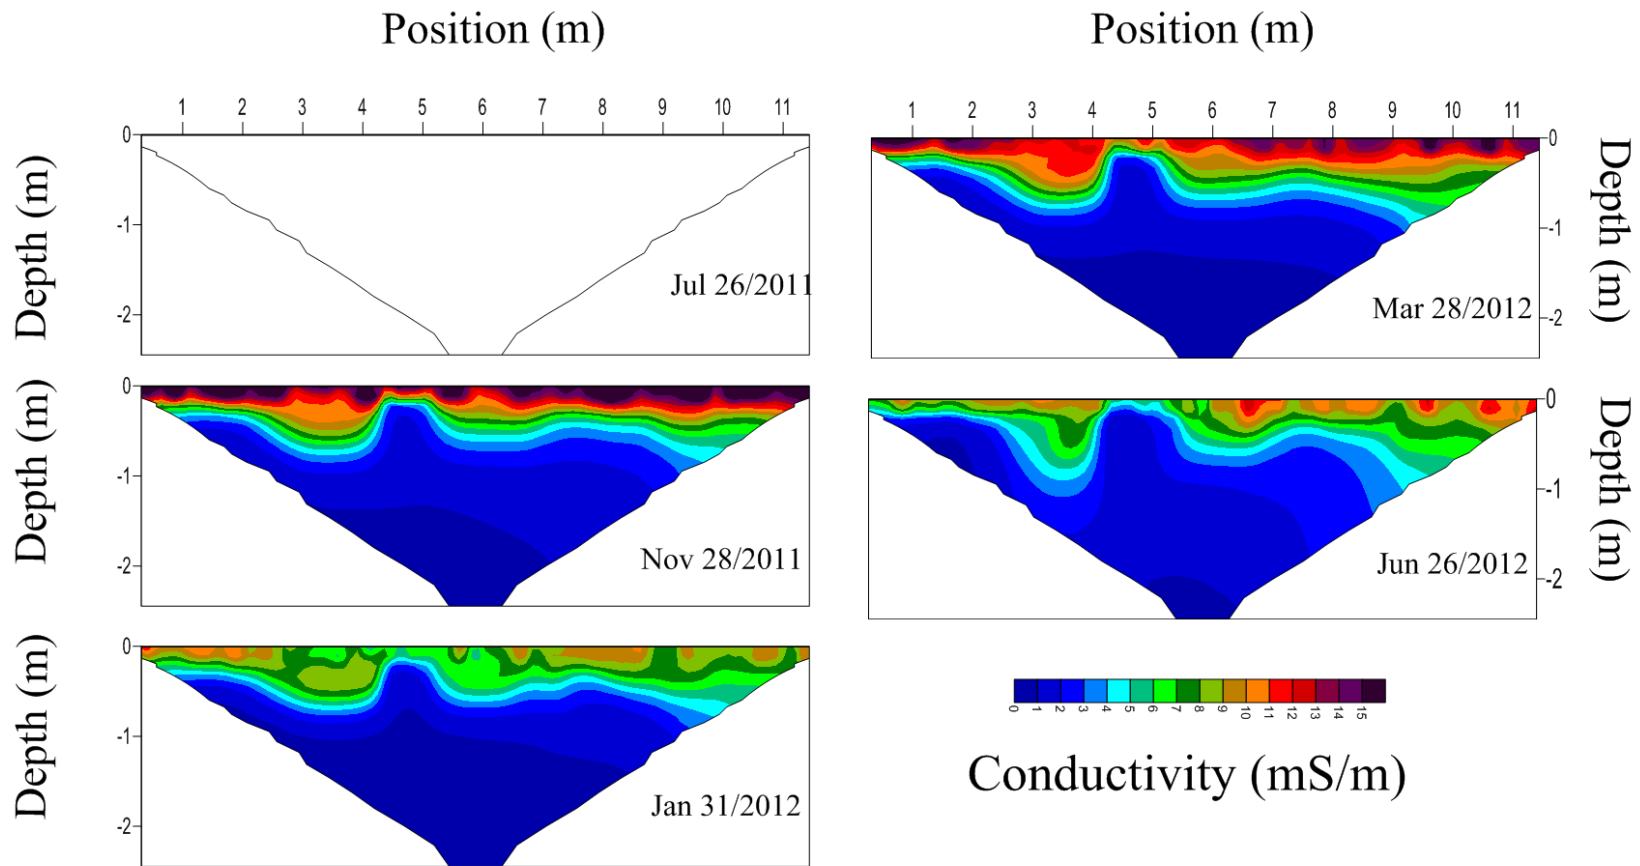 Position (m)
Position (m)
1 2 3 4 5 6 7 8 9 10 11
0
-1
-2
Depth (m)
Jul 26/2011
1 2 3 4 5 6 7 8 9 10 11
0
-1
-2
Depth (m)
Mar 28/2012
0
-1
-2
Depth (m)
Nov 28/2011
0
-1
-2
Depth (m)
Jun 26/2012
0
-1
-2
Depth (m)
Jan 31/2012
0 1 2 3 4 5 6 7 8 9 10 11 12 13 14 15
Conductivity (mS/m)